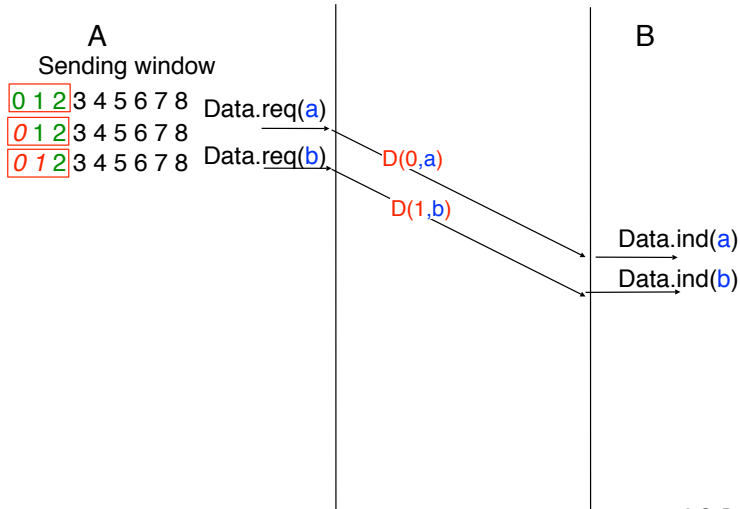 A
B
Sending window
0 1 2 3 4 5 6 7 8
Data.req(a)
0 1 2 3 4 5 6 7 8
Data.req(b)
0 1 2 3 4 5 6 7 8
D(0,a)
D(1,b)
Data.ind(a)
Data.ind(b)